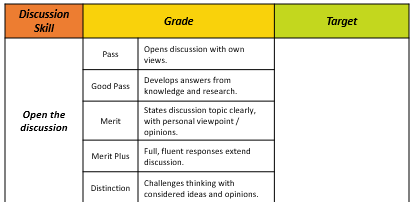 Discussion
Skill
Grade
Target
Open the
discussion
Pass
Opens discussion with own
views.
Good Pass
Develops answers from
knowledge and research.
Merit
States discussion topic clearly,
with personal viewpoint /
opinions.
Merit Plus
Full, fluent responses extend
discussion.
Distinction
Challenges thinking with
considered ideas and opinions.